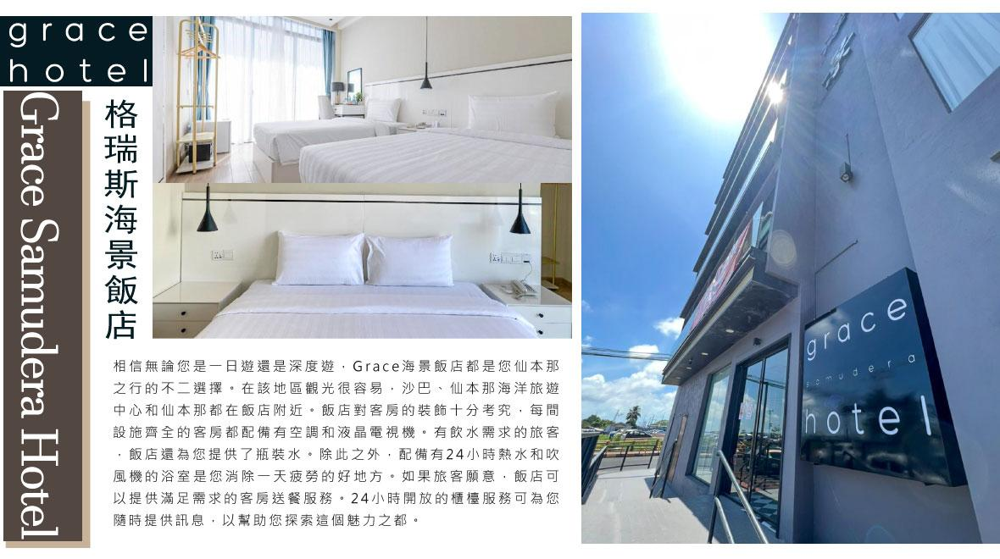 grace
hotel
Grace Samudera Hotel
格瑞斯海景飯店
相信無論您是一日遊還是深度遊，Grace海景飯店都是您仙本那
之行的不二選擇。在該地區觀光很容易，沙巴、仙本那海洋旅遊
中心和仙本那都在飯店附近。飯店對客房的裝飾十分考究，每間
設施齊全的客房都配備有空調和液晶電視機。有飲水需求的旅客
，飯店還為您提供了瓶裝水。除此之外，配備有24小時熱水和吹
風機的浴室是您消除一天疲勞的好地方。如果旅客願意，飯店可
以提供滿足需求的客房送餐服務。24小時開放的櫃檯服務可為您
隨時提供訊息，以幫助您探索這個魅力之都。
grace
samudera
hotel